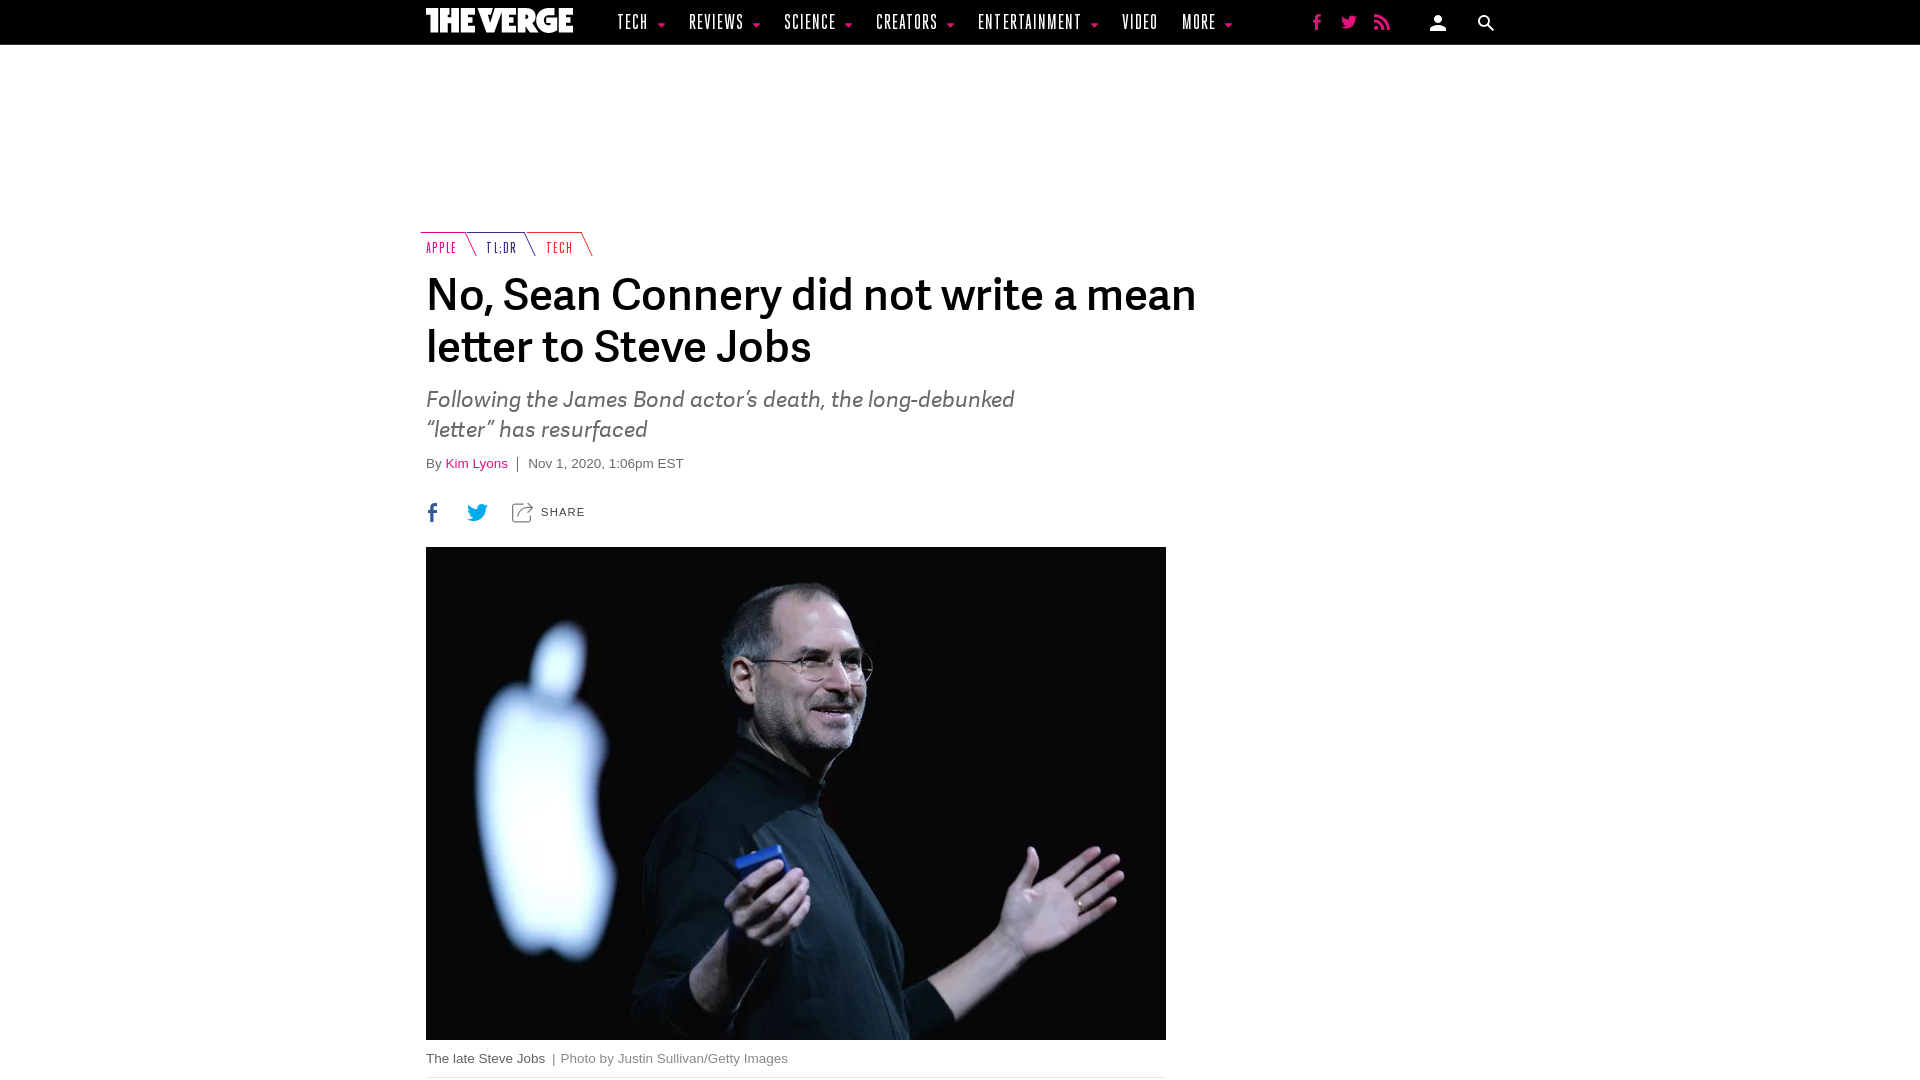 THE VERGE
TECH REVIEWS SCIENCE CREATORS ENTERTAINMENT VIDEO MORE
APPLE TL;DR TECH
No, Sean Connery did not write a mean
letter to Steve Jobs
Following the James Bond actor’s death, the long-debunked
“letter” has resurfaced
By Kim Lyons | Nov 1, 2020, 1:06pm EST
SHARE
The late Steve Jobs | Photo by Justin Sullivan/Getty Images